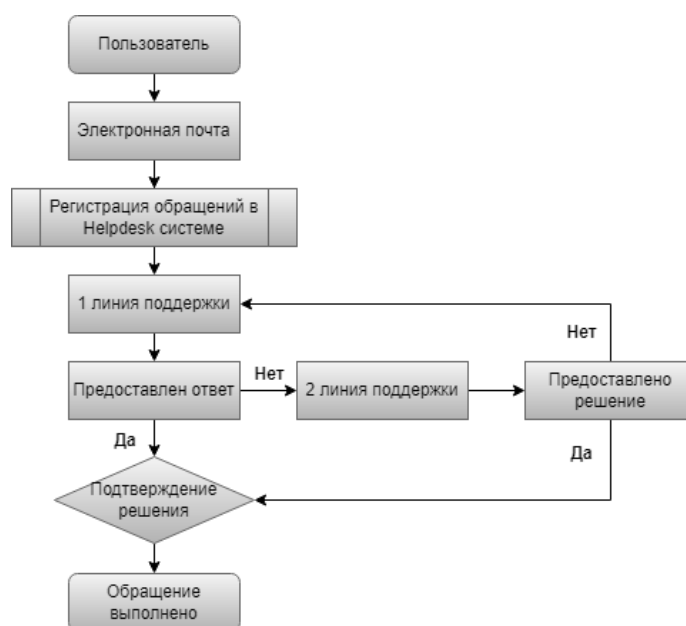 Пользователь
Электронная почта
Регистрация обращений в
Helpdesk системе
1 линия поддержки
Нет
Предоставлен ответ
Нет
2 линия поддержки
Предоставлено
решение
Да
Да
Подтверждение
решения
Обращение
выполнено